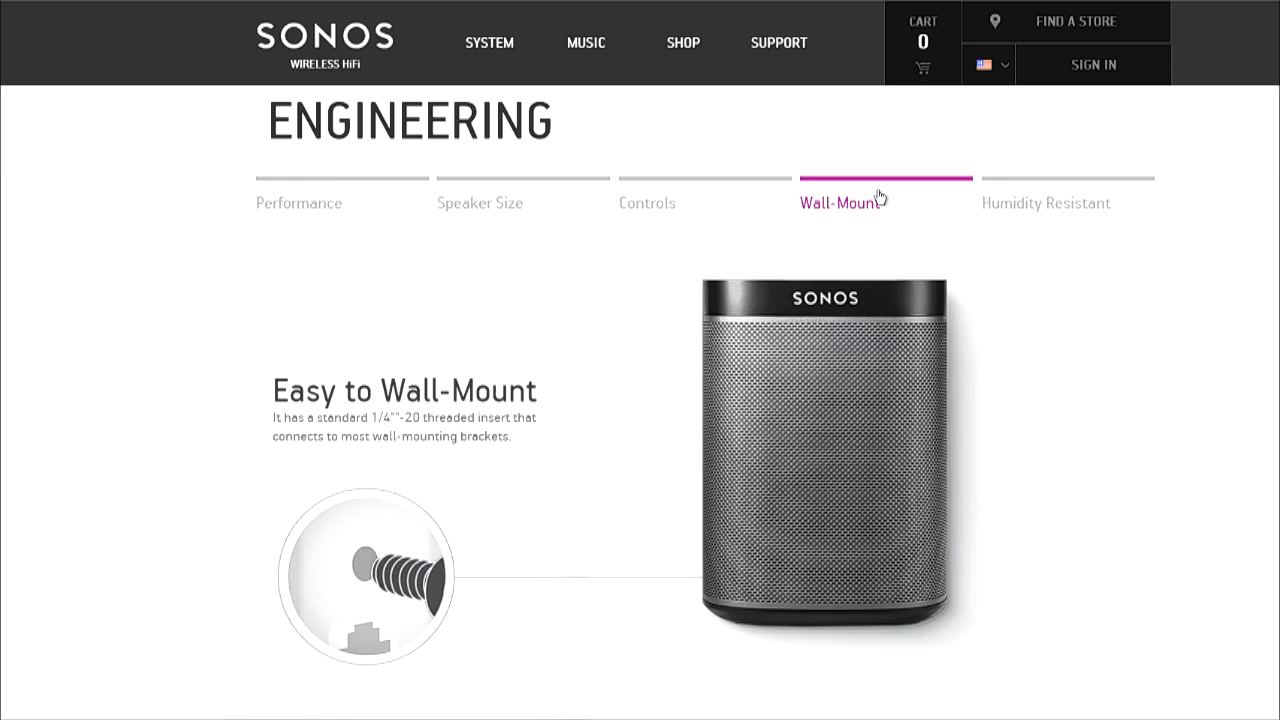 SONOS
WIRELESS HiFi
SYSTEM
MUSIC
SHOP
SUPPORT
CART
0
FIND A STORE
SIGN IN
ENGINEERING
Performance
Speaker Size
Controls
Wall-Mount
Humidity Resistant
SONOS
Easy to Wall-Mount
It has a standard 1/4""-20 threaded insert that
connects to most wall-mounting brackets.